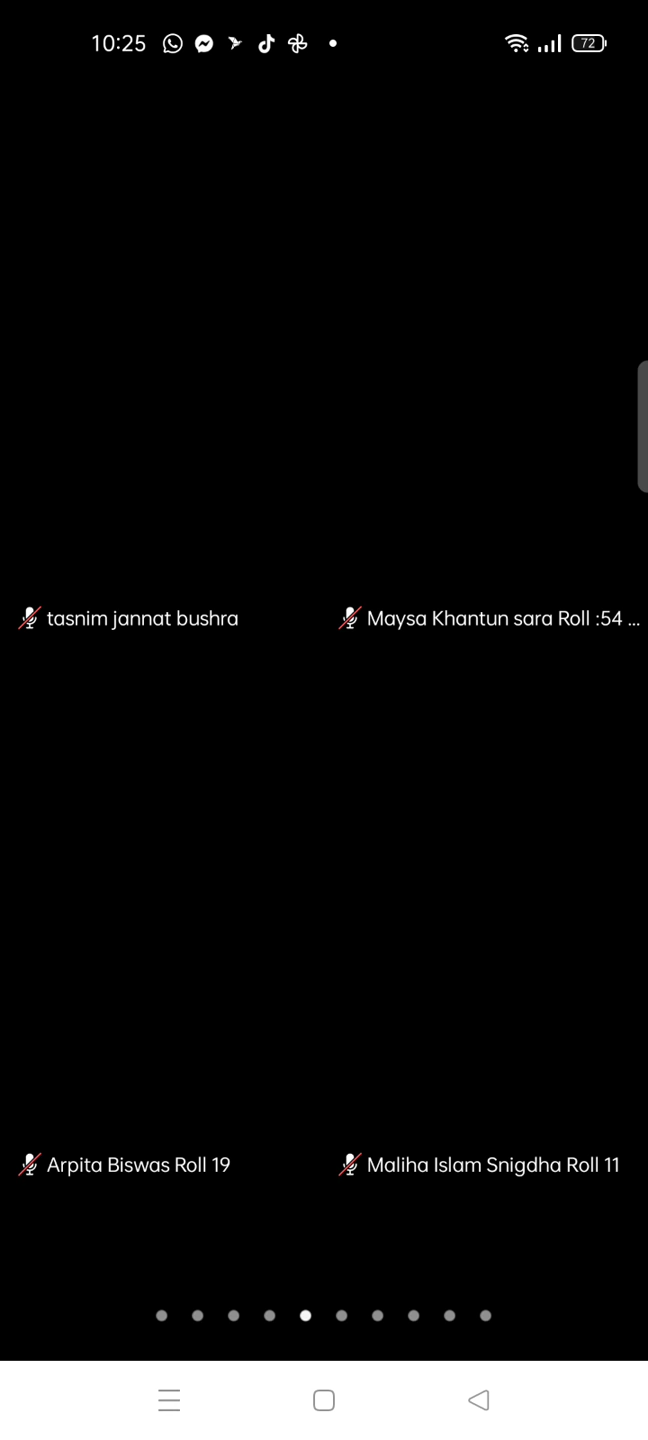 10:25
72
tasnim jannat bushra
Maysa Khantun sara Roll :54 ...
Arpita Biswas Roll 19
Maliha Islam Snigdha Roll 11